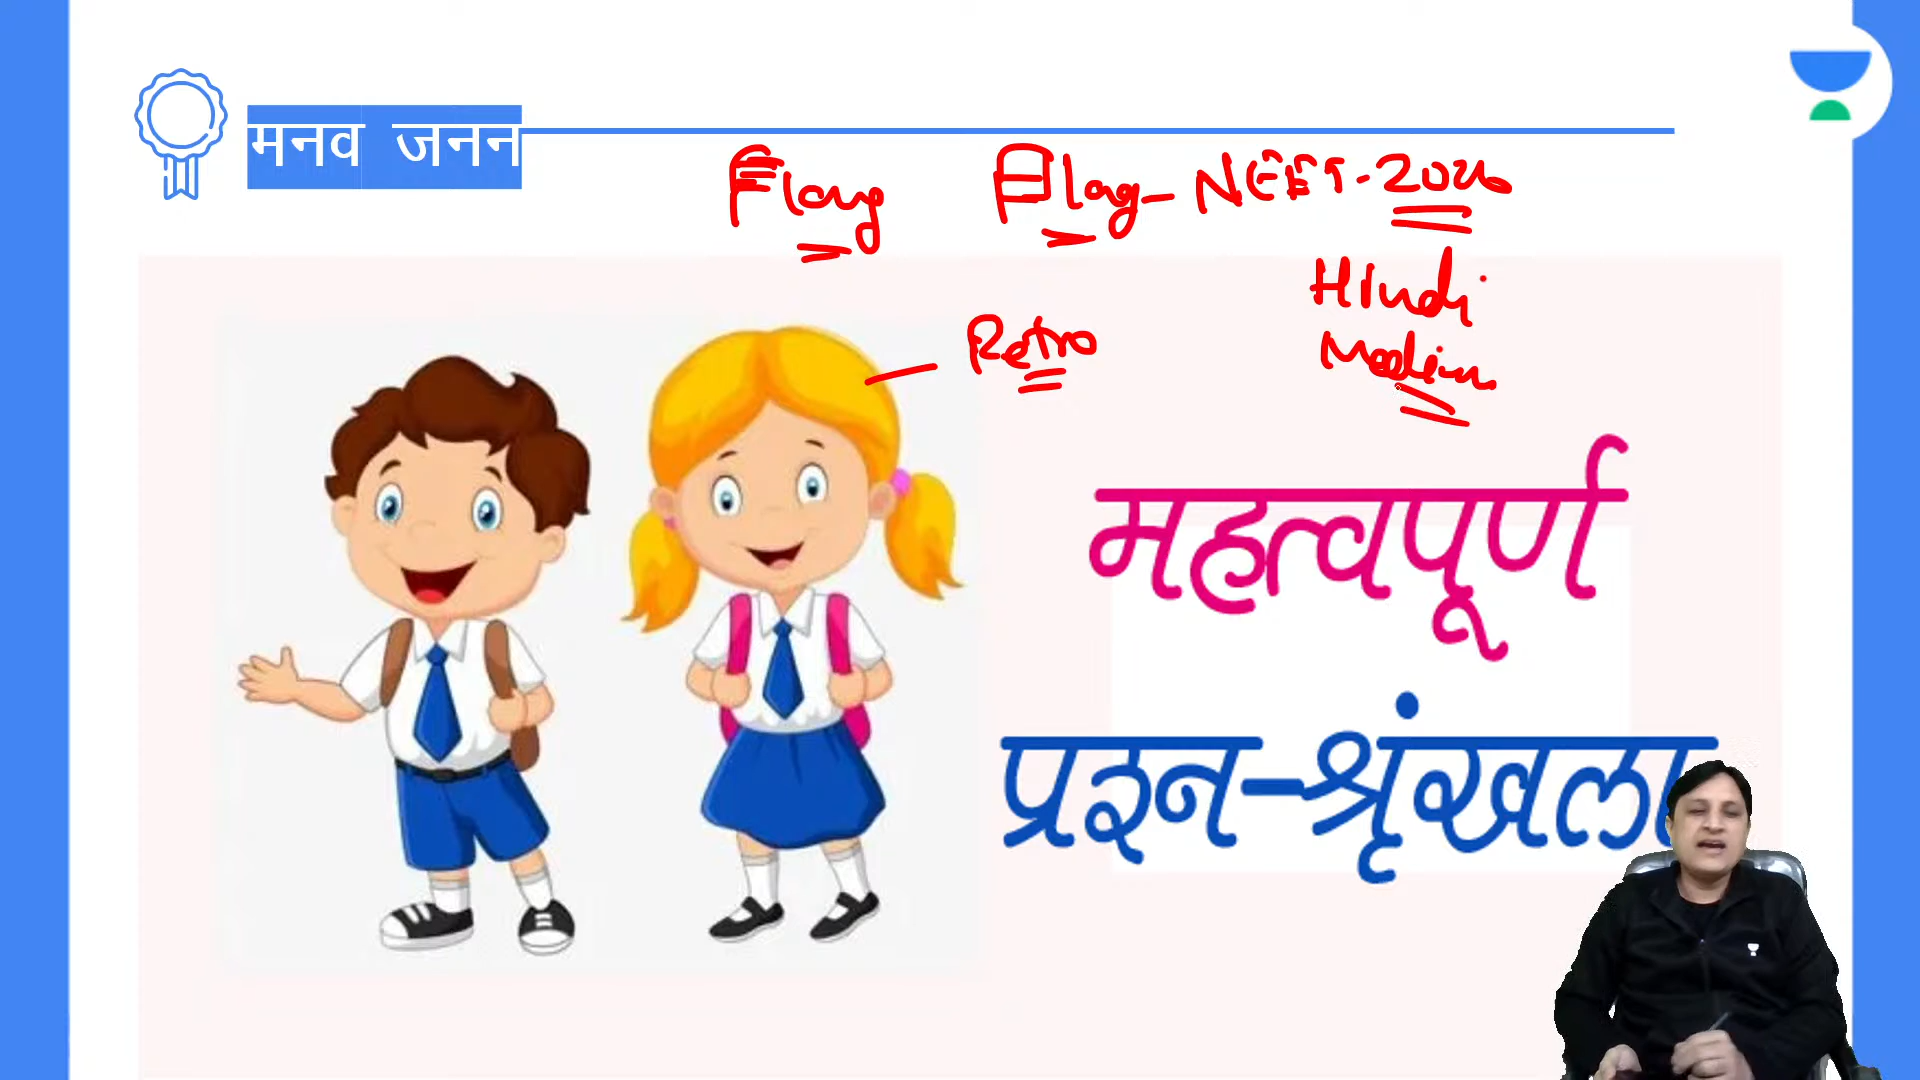 मनव जनन
Flag Flag - NEET - 2026
Hindi
Medium
Retro
महत्वपूर्ण
प्रश्न-श्रृंखला